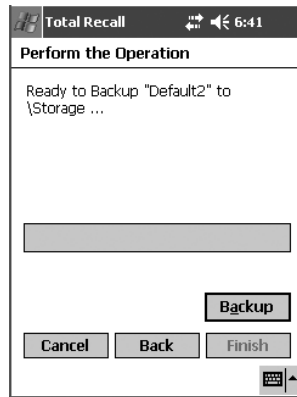 Total Recall 6:41
Perform the Operation
Ready to Backup "Default2" to
\Storage ...
Backup
Cancel Back Finish